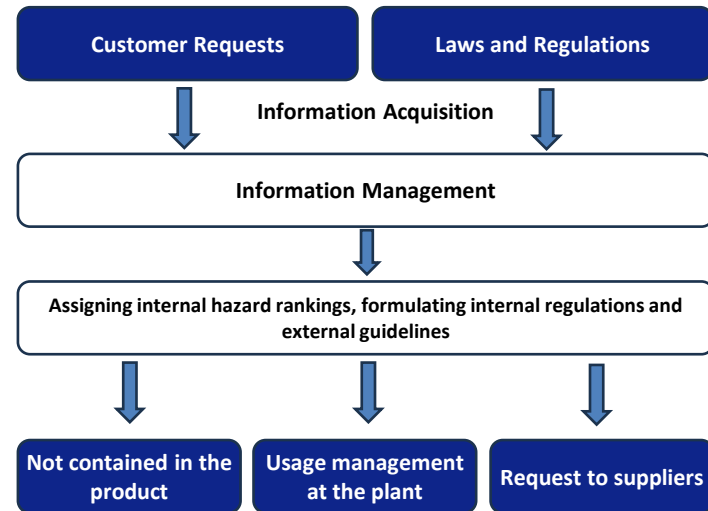 Customer Requests
Laws and Regulations
Information Acquisition
Information Management
Assigning internal hazard rankings, formulating internal regulations and
external guidelines
Not contained in the
product
Usage management
at the plant
Request to suppliers